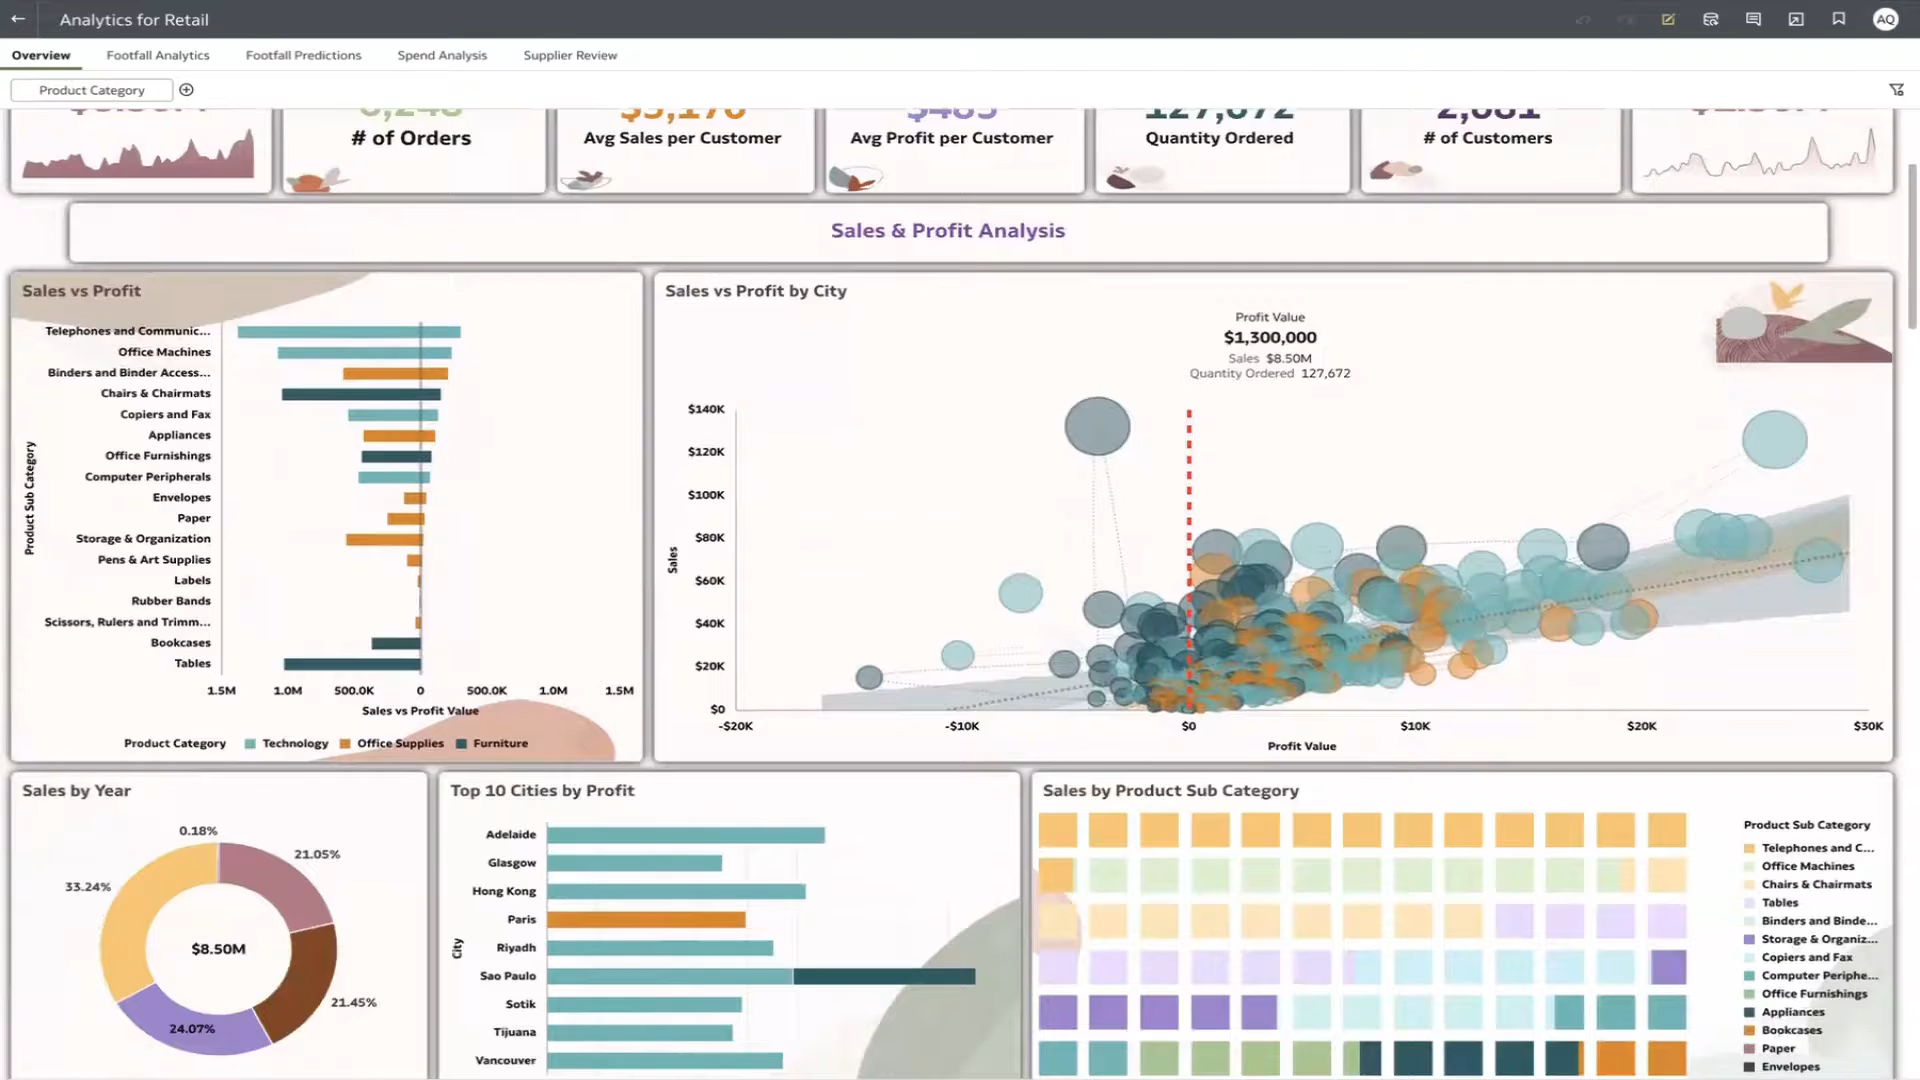 Analytics for Retail
AQ
Overview
Footfall Analytics
Footfall Predictions
Spend Analysis
Supplier Review
Product Category
# of Orders
Avg Sales per Customer
Avg Profit per Customer
127,672
Quantity Ordered
# of Customers
Sales & Profit Analysis
Sales vs Profit
Telephones and Communic...
Office Machines
Binders and Binder Access...
Chairs & Chairmats
Copiers and Fax
Appliances
Office Furnishings
Computer Peripherals
Envelopes
Paper
Storage & Organization
Pens & Art Supplies
Labels
Rubber Bands
Scissors, Rulers and Trimm...
Bookcases
Tables
Product Sub Category
1.5M 1.0M 500.0K 0 500.0K 1.0M 1.5M
Sales vs Profit Value
Product Category Technology Office Supplies Furniture
Sales vs Profit by City
Profit Value
$1,300,000
Sales $8.50M
Quantity Ordered 127,672
$140K
$120K
$100K
$80K
$60K
$40K
$20K
$0
Sales
-$20K -$10K $0 $10K $20K $30K
Profit Value
Sales by Year
0.18%
21.05%
33.24%
$8.50M
21.45%
24.07%
Top 10 Cities by Profit
Adelaide
Glasgow
Hong Kong
Paris
Riyadh
Sao Paulo
Sotik
Tijuana
Vancouver
City
Sales by Product Sub Category
Product Sub Category
Telephones and C...
Office Machines
Chairs & Chairmats
Tables
Binders and Binde...
Storage & Organiz...
Copiers and Fax
Computer Periphe...
Office Furnishings
Appliances
Bookcases
Paper
Envelopes